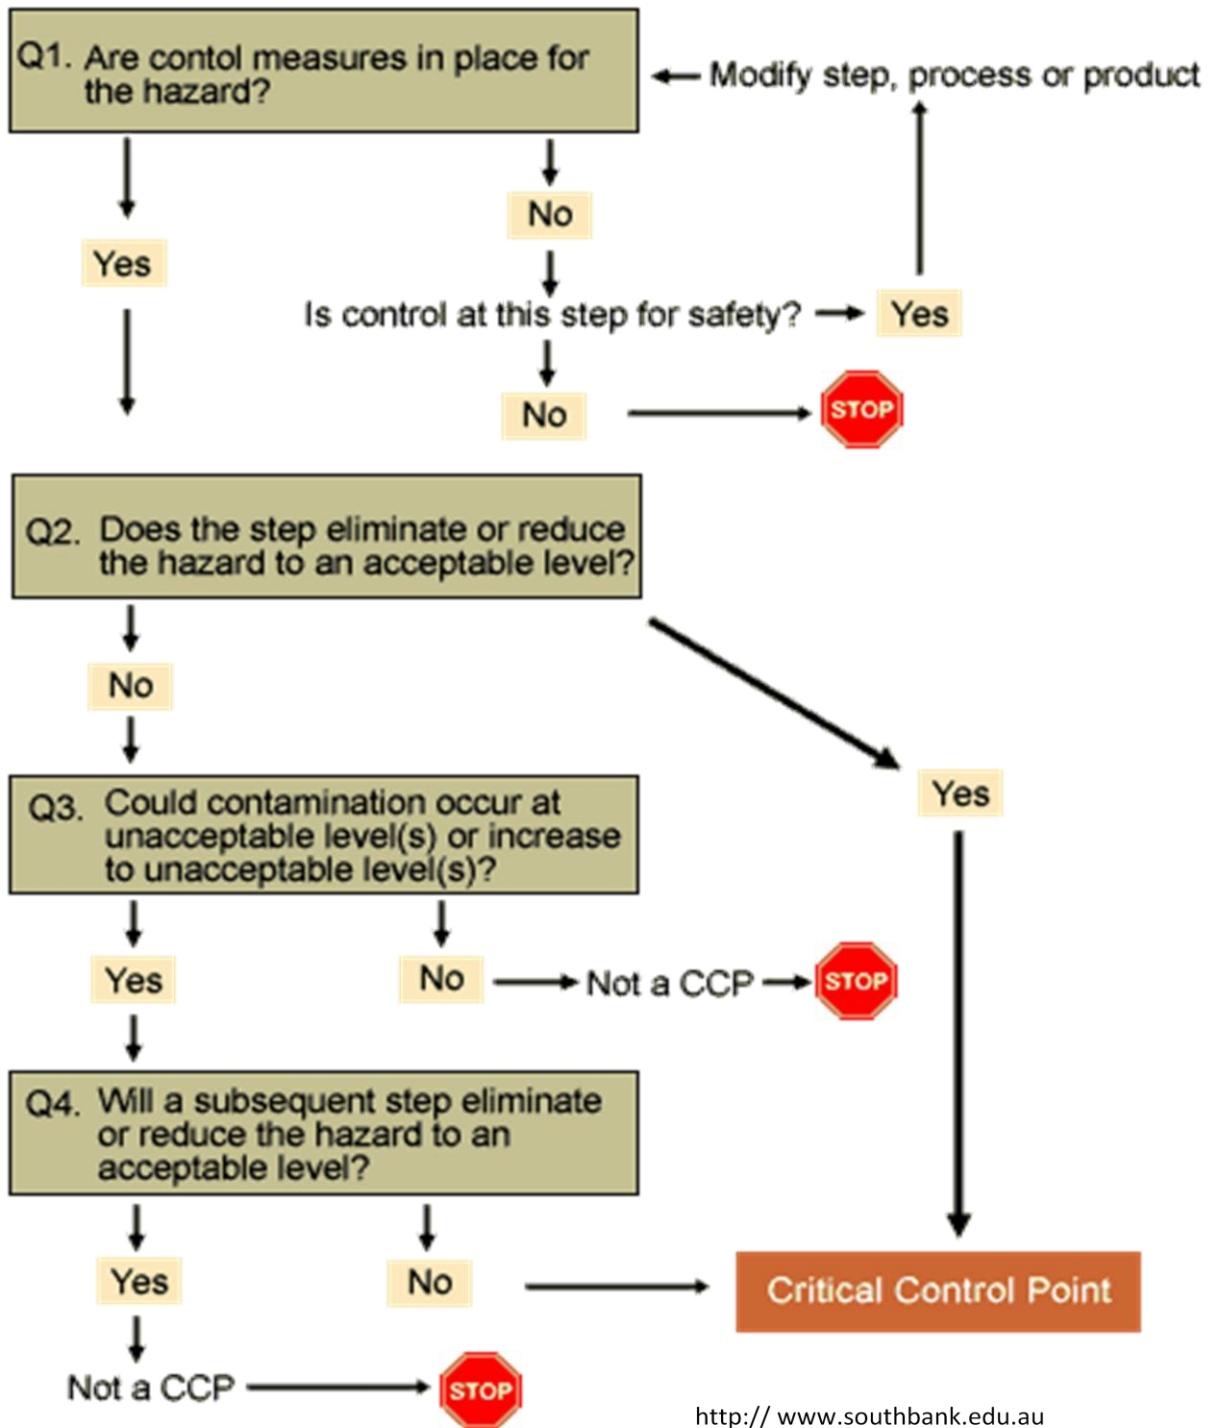 Q1. Are contol measures in place for
the hazard?
Modify step, process or product
No
Yes
Is control at this step for safety?
Yes
No
STOP
Q2. Does the step eliminate or reduce
the hazard to an acceptable level?
No
Yes
Q3. Could contamination occur at
unacceptable level(s) or increase
to unacceptable level(s)?
Yes
No
Not a CCP
STOP
Q4. Will a subsequent step eliminate
or reduce the hazard to an
acceptable level?
Yes
No
Critical Control Point
Not a CCP
STOP
http:// www.southbank.edu.au